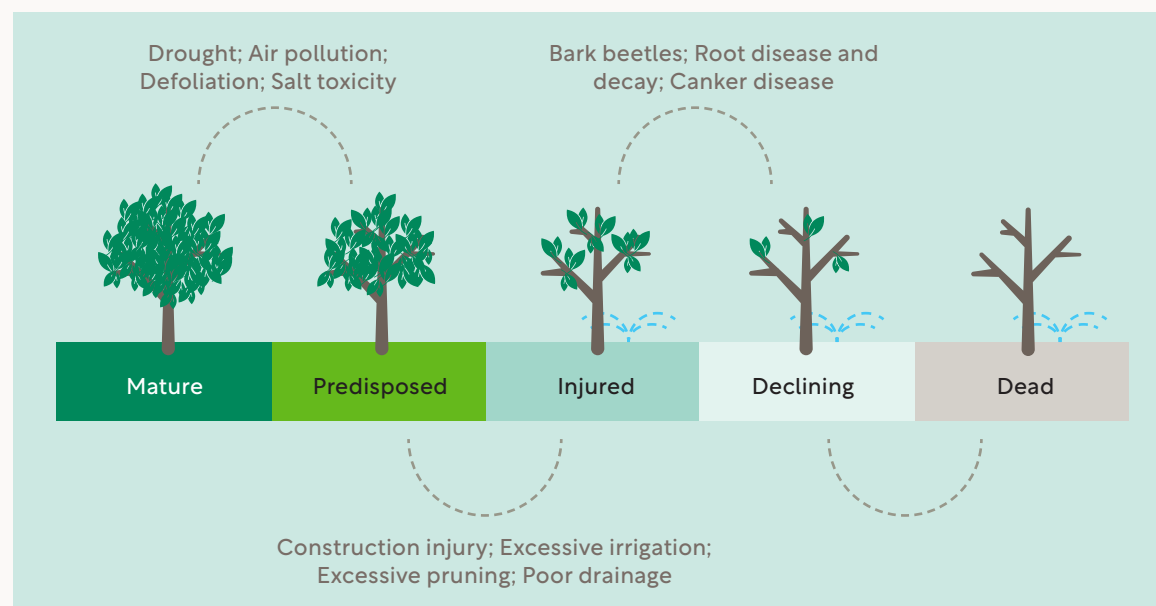 Drought; Air pollution;
Defoliation; Salt toxicity
Bark beetles; Root disease and
decay; Canker disease
Mature
Predisposed
Injured
Declining
Dead
Construction injury; Excessive irrigation;
Excessive pruning; Poor drainage